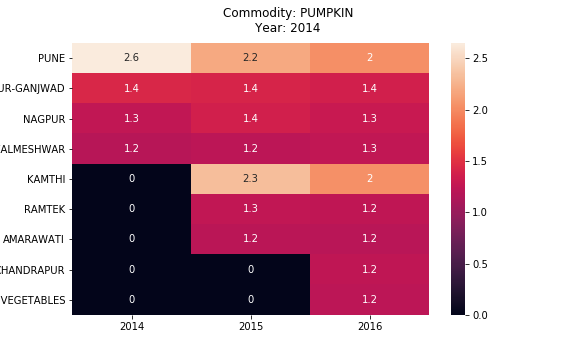 Commodity: PUMPKIN
Year: 2014
PUNE 2.6 2.2 2
UR-GANJWAD 1.4 1.4 1.4
NAGPUR 1.3 1.4 1.3
ALMESHWAR 1.2 1.2 1.3
KAMTHI 0 2.3 2
RAMTEK 0 1.3 1.2
AMARAWATI 0 1.2 1.2
HANDRAPUR 0 0 1.2
VEGETABLES 0 0 1.2
2014 2015 2016
2.5
2.0
1.5
1.0
0.5
0.0